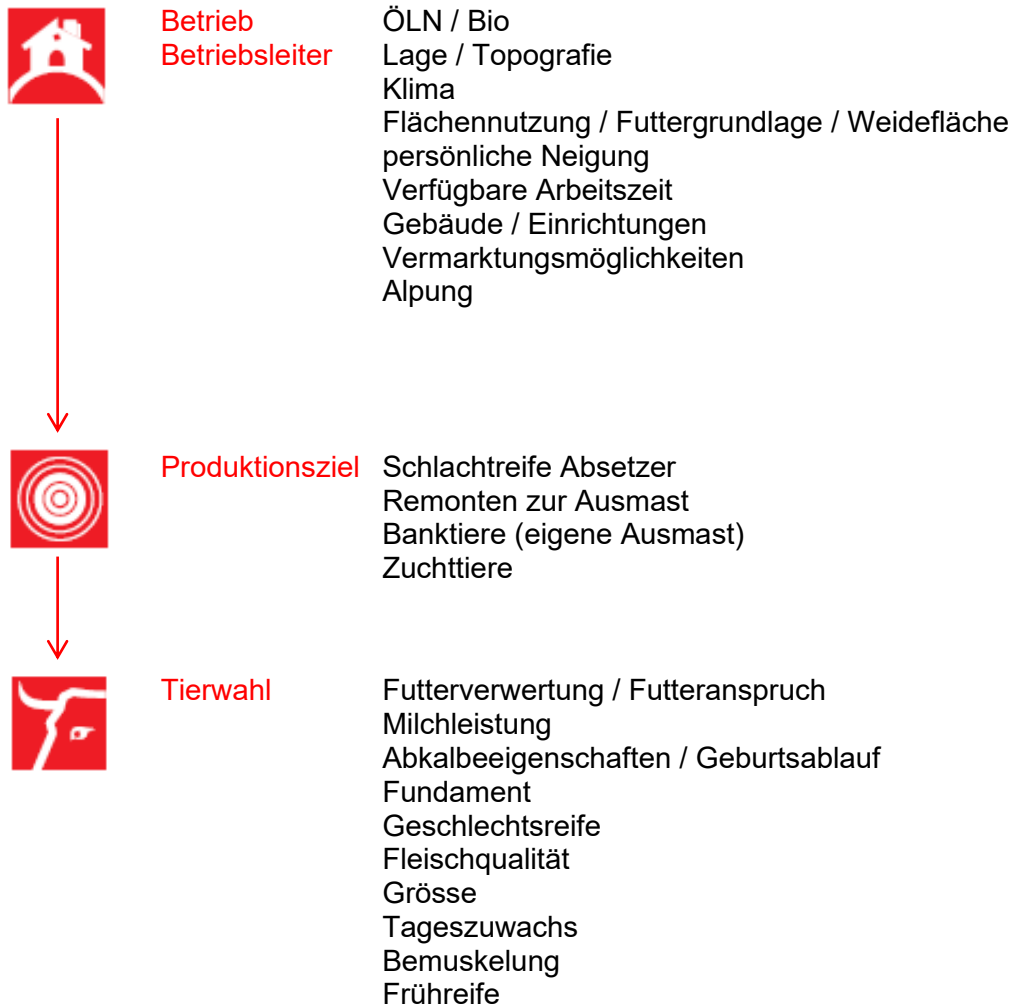 Betrieb ÖLN / Bio
Betriebsleiter Lage / Topografie
Klima
Flächennutzung / Futtergrundlage / Weidefläche
persönliche Neigung
Verfügbare Arbeitszeit
Gebäude / Einrichtungen
Vermarktungsmöglichkeiten
Alpung
Produktionsziel Schlachtreife Absetzer
Remonten zur Ausmast
Banktiere (eigene Ausmast)
Zuchttiere
Tierwahl Futterverwertung / Futteranspruch
Milchleistung
Abkalbeeigenschaften / Geburtsablauf
Fundament
Geschlechtsreife
Fleischqualität
Grösse
Tageszuwachs
Bemuskelung
Frühreife